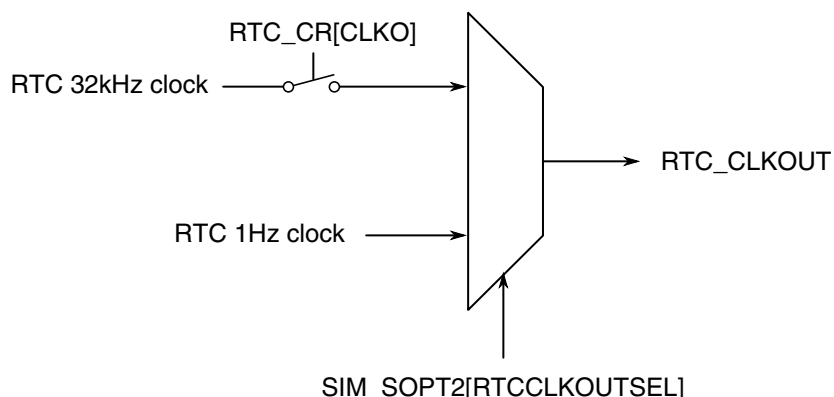 RTC_CR[CLKO]
RTC 32kHz clock
RTC_CLKOUT
RTC 1Hz clock
SIM_SOPT2[RTCCLKOUTSEL]